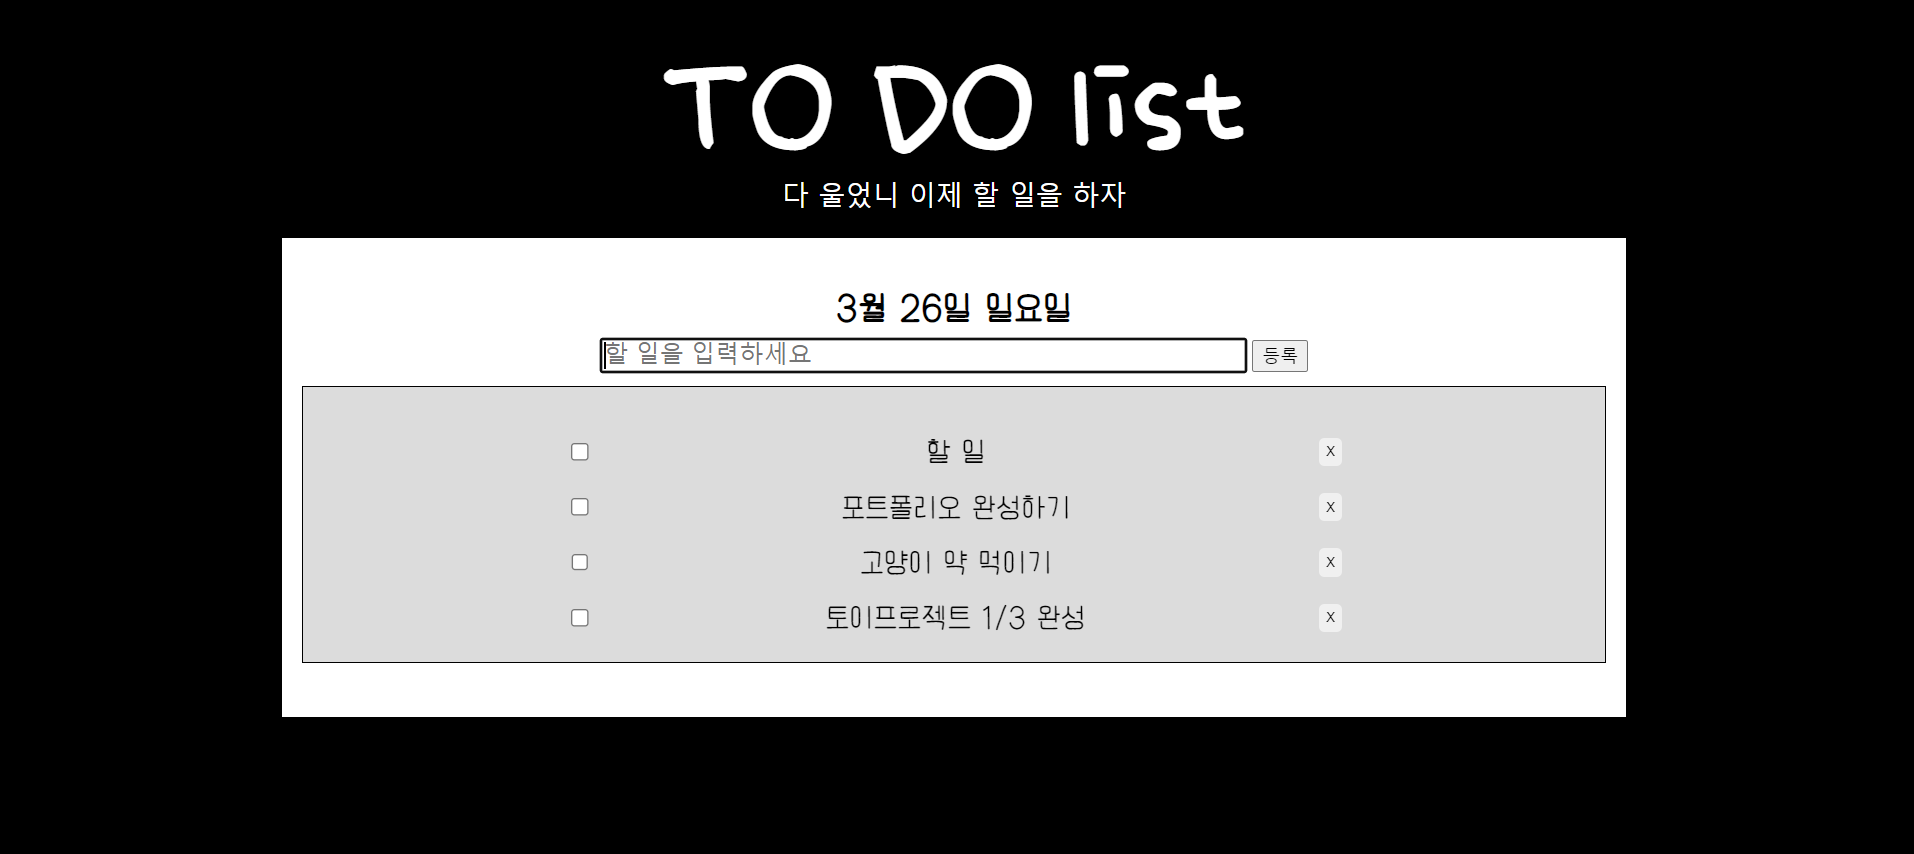 TO DO list
다 울었니 이제 할 일을 하자
3월 26일 일요일
할 일을 입력하세요 등록
할 일 X
포트폴리오 완성하기 X
고양이 약 먹이기 X
토이프로젝트 1/3 완성 X